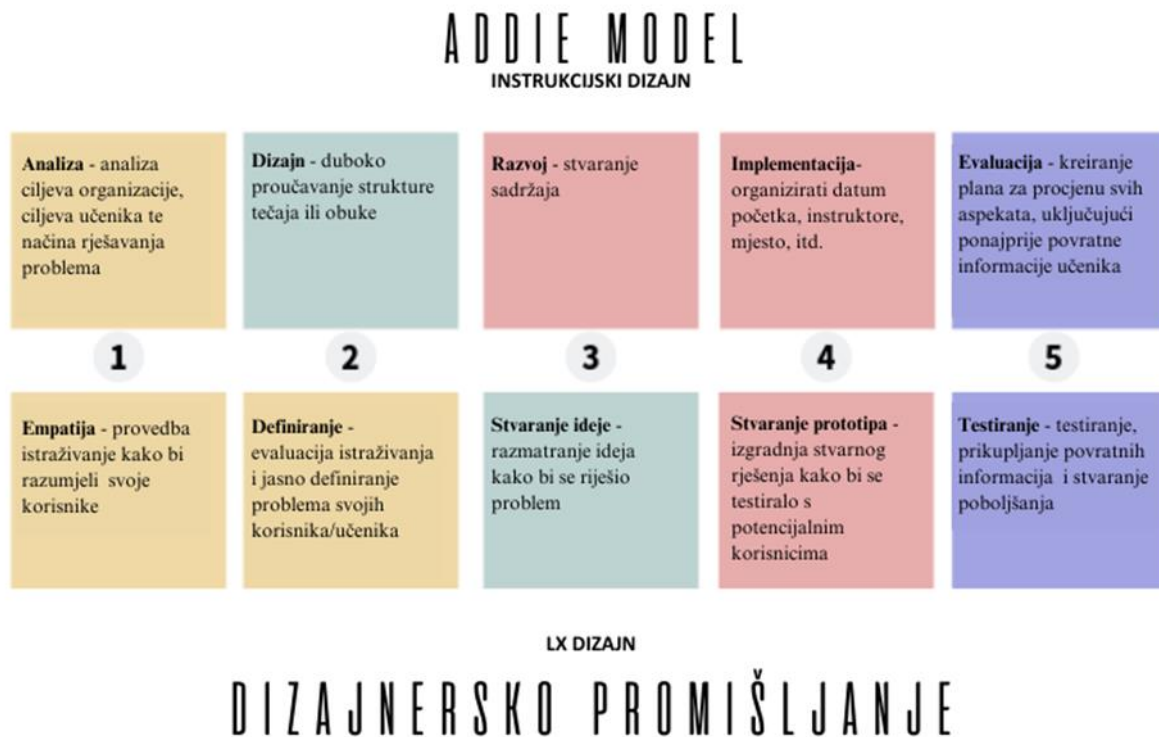 ADDIE MODEL
INSTRUKCIJSKI DIZAJN
Analiza - analiza
ciljeva organizacije,
ciljeva učenika te
načina rješavanja
problema
Dizajn - duboko
proučavanje strukture
tečaja ili obuke
Razvoj - stvaranje
sadržaja
Implementacija-
organizirati datum
početka, instruktore,
mjesto, itd.
Evaluacija - kreiranje
plana za procjenu svih
aspekata, uključujući
ponajprije povratne
informacije učenika
1
2
3
4
5
Empatija - provedba
istraživanje kako bi
razumjeli svoje
korisnike
Definiranje -
evaluacija istraživanja
i jasno definiranje
problema svojih
korisnika/učenika
Stvaranje ideje -
razmatranje ideja
kako bi se riješio
problem
Stvaranje prototipa -
izgradnja stvarnog
rješenja kako bi se
testiralo s
potencijalnim
korisnicima
Testiranje - testiranje,
prikupljanje povratnih
informacija i stvaranje
poboljšanja
LX DIZAJN
DIZAJNERSKO PROMIŠLJANJE